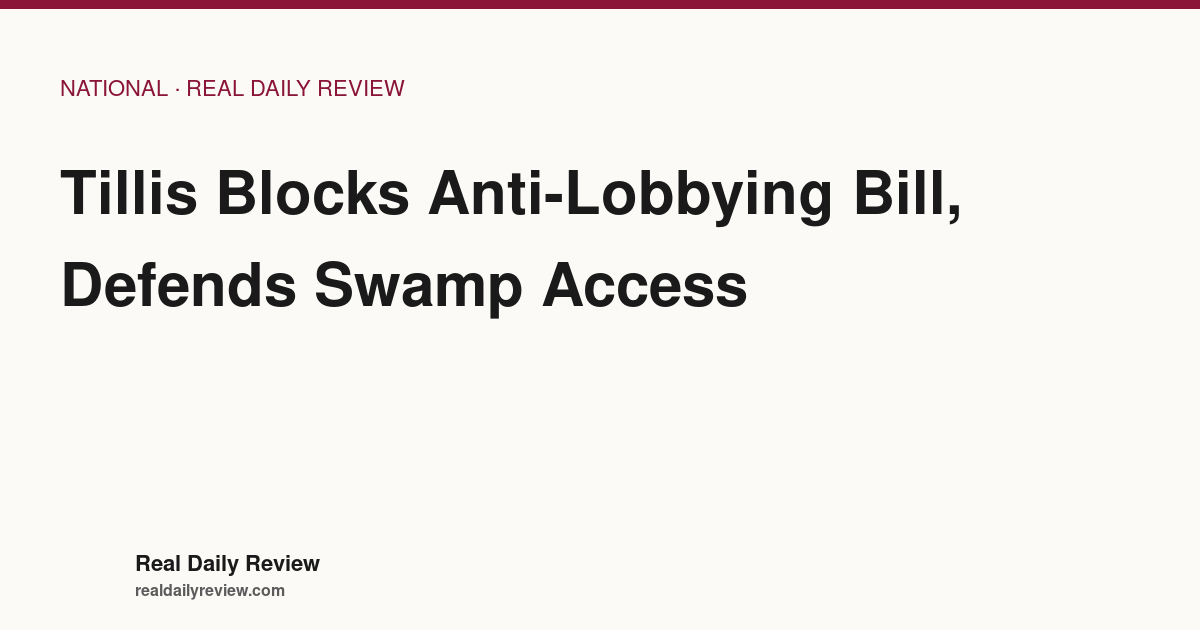 NATIONAL · REAL DAILY REVIEW
Tillis Blocks Anti-Lobbying Bill,
Defends Swamp Access
Real Daily Review
realdailyreview.com